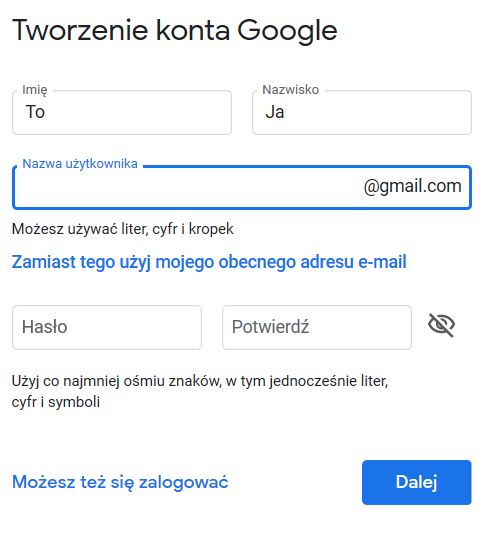 Tworzenie konta Google
Imię Nazwisko
To Ja
Nazwa użytkownika
@gmail.com
Możesz używać liter, cyfr i kropek
Zamiast tego użyj mojego obecnego adresu e-mail
Hasło Potwierdź
Użyj co najmniej ośmiu znaków, w tym jednocześnie liter,
cyfr i symboli
Możesz też się zalogować Dalej